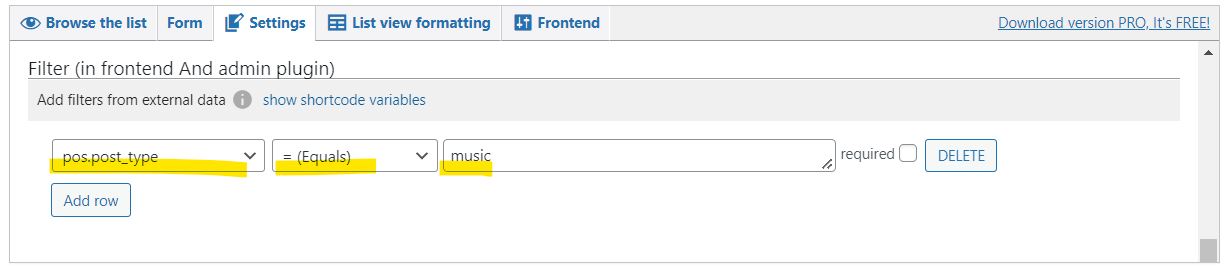 Browse the list Form Settings List view formatting Frontend Download version PRO, It's FREE!
Filter (in frontend And admin plugin)
Add filters from external data i show shortcode variables
pos.post_type = (Equals) music required DELETE
Add row